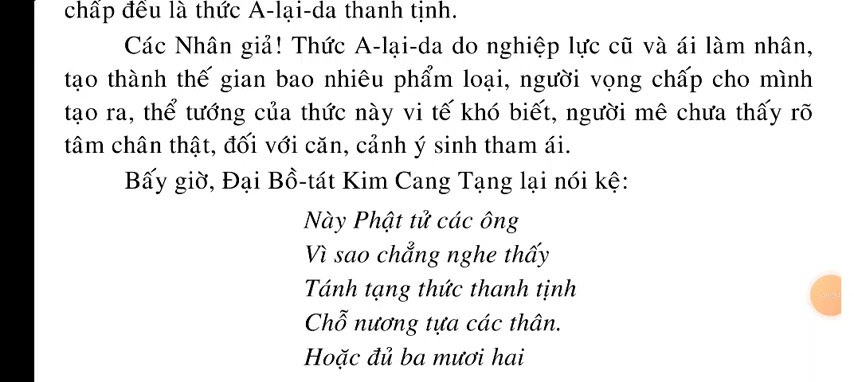 chấp đều là thức A-lại-da thanh tịnh.
Các Nhân giả! Thức A-lại-da do nghiệp lực cũ và ái làm nhân,
tạo thành thế gian bao nhiêu phẩm loại, người vọng chấp cho mình
tạo ra, thể tướng của thức này vi tế khó biết, người mê chưa thấy rõ
tâm chân thật, đối với căn, cảnh ý sinh tham ái.
Bấy giờ, Đại Bồ-tát Kim Cang Tạng lại nói kệ:
Này Phật tử các ông
Vì sao chẳng nghe thấy
Tánh tạng thức thanh tịnh
Chỗ nương tựa các thân.
Hoặc đủ ba mươi hai